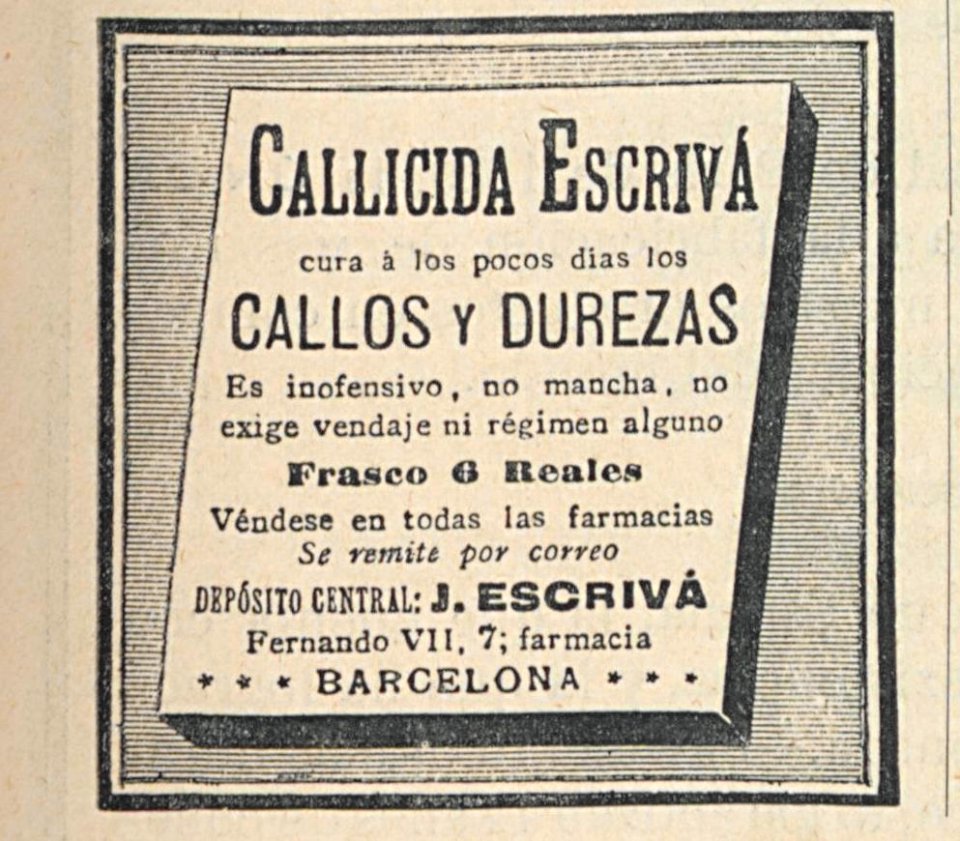 CALLICIDA ESCRIVÁ
cura á los pocos días los
CALLOS Y DUREZAS
Es inofensivo, no mancha, no
exige vendaje ni régimen alguno
Frasco 6 Reales
Véndese en todas las farmacias
Se remite por correo
DEPÓSITO CENTRAL: J. ESCRIVÁ
Fernando VII, 7; farmacia
* * * BARCELONA * * *